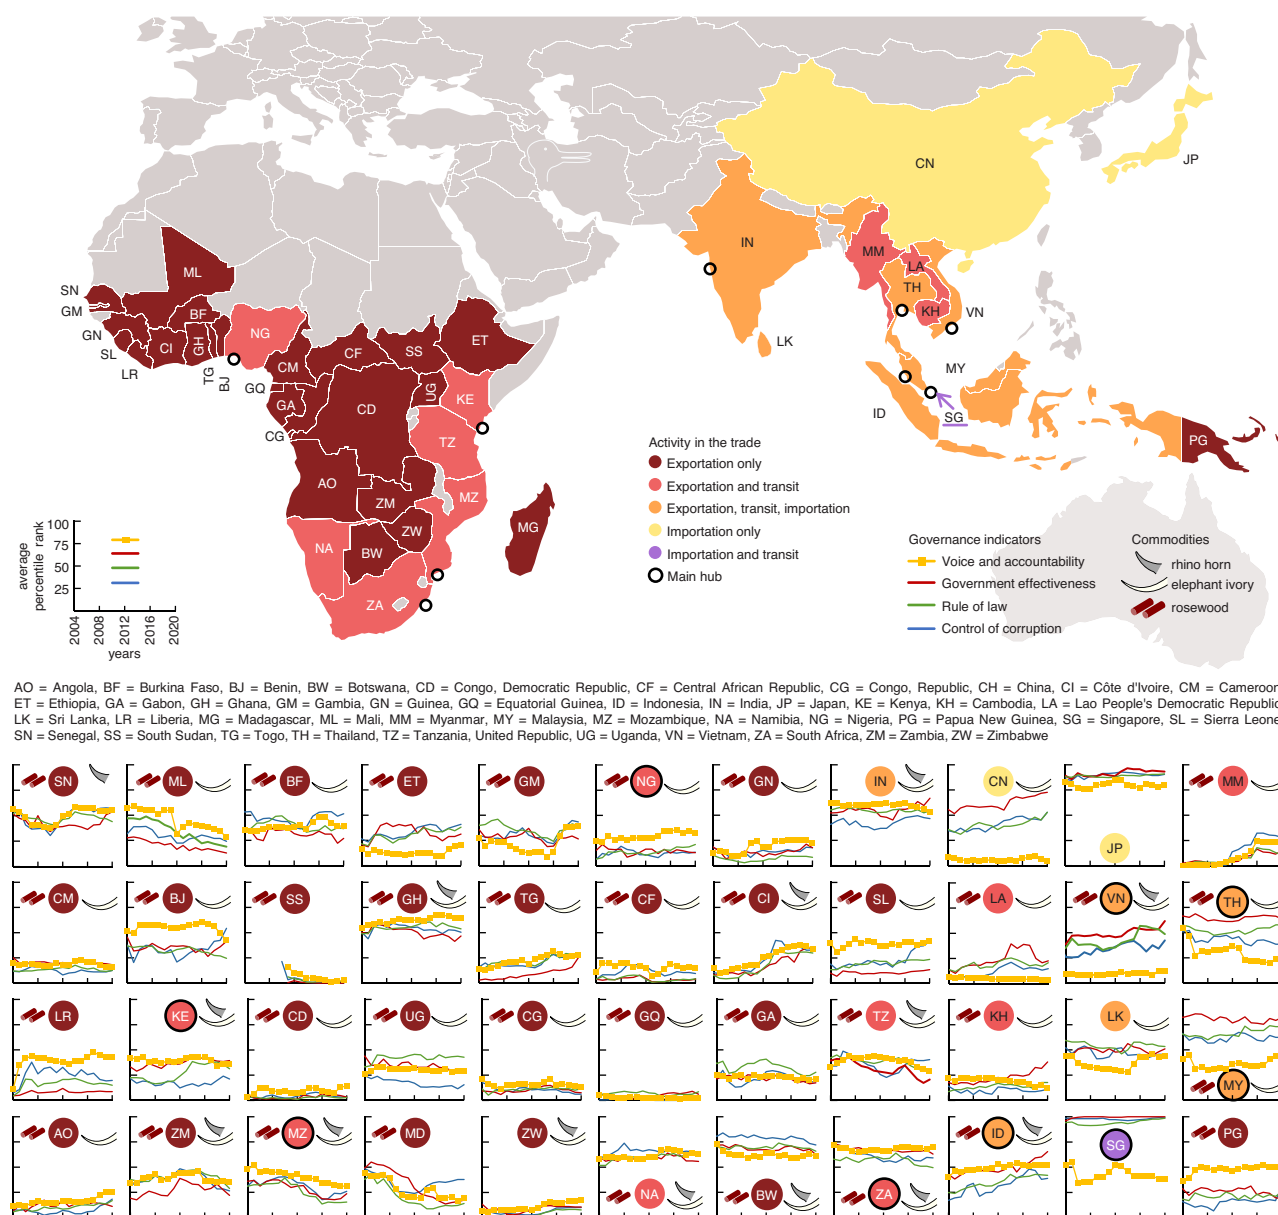 CN
JP
IN
MM
LA
TH
KH
VN
LK
MY
ID
SG
PG
ML
SN
GM
BF
GN
NG
SL
CI
GH
LR
TG
BJ
GQ
CM
CF
SS
ET
GA
CG
CD
UG
KE
TZ
AO
ZM
MZ
ZW
MG
NA
BW
ZA
Activity in the trade
Exportation only
Exportation and transit
Exportation, transit, importation
Importation only
Importation and transit
Main hub
Governance indicators
Voice and accountability
Government effectiveness
Rule of law
Control of corruption
Commodities
rhino horn
elephant ivory
rosewood
average
percentile rank
100
75
50
25
2004
2008
2012
2016
2020
years
AO = Angola, BF = Burkina Faso, BJ = Benin, BW = Botswana, CD = Congo, Democratic Republic, CF = Central African Republic, CG = Congo, Republic, CH = China, CI = Côte d'Ivoire, CM = Cameroon
ET = Ethiopia, GA = Gabon, GH = Ghana, GM = Gambia, GN = Guinea, GQ = Equatorial Guinea, ID = Indonesia, IN = India, JP = Japan, KE = Kenya, KH = Cambodia, LA = Lao People's Democratic Republic
LK = Sri Lanka, LR = Liberia, MG = Madagascar, ML = Mali, MM = Myanmar, MY = Malaysia, MZ = Mozambique, NA = Namibia, NG = Nigeria, PG = Papua New Guinea, SG = Singapore, SL = Sierra Leone
SN = Senegal, SS = South Sudan, TG = Togo, TH = Thailand, TZ = Tanzania, United Republic, UG = Uganda, VN = Vietnam, ZA = South Africa, ZM = Zambia, ZW = Zimbabwe
SN ML BF ET GM NG GN IN CN JP MM
CM BJ SS GH TG CF CI SL LA VN TH
LR KE CD UG CG GQ GA TZ KH LK MY
AO ZM MZ MD ZW NA BW ZA ID SG PG